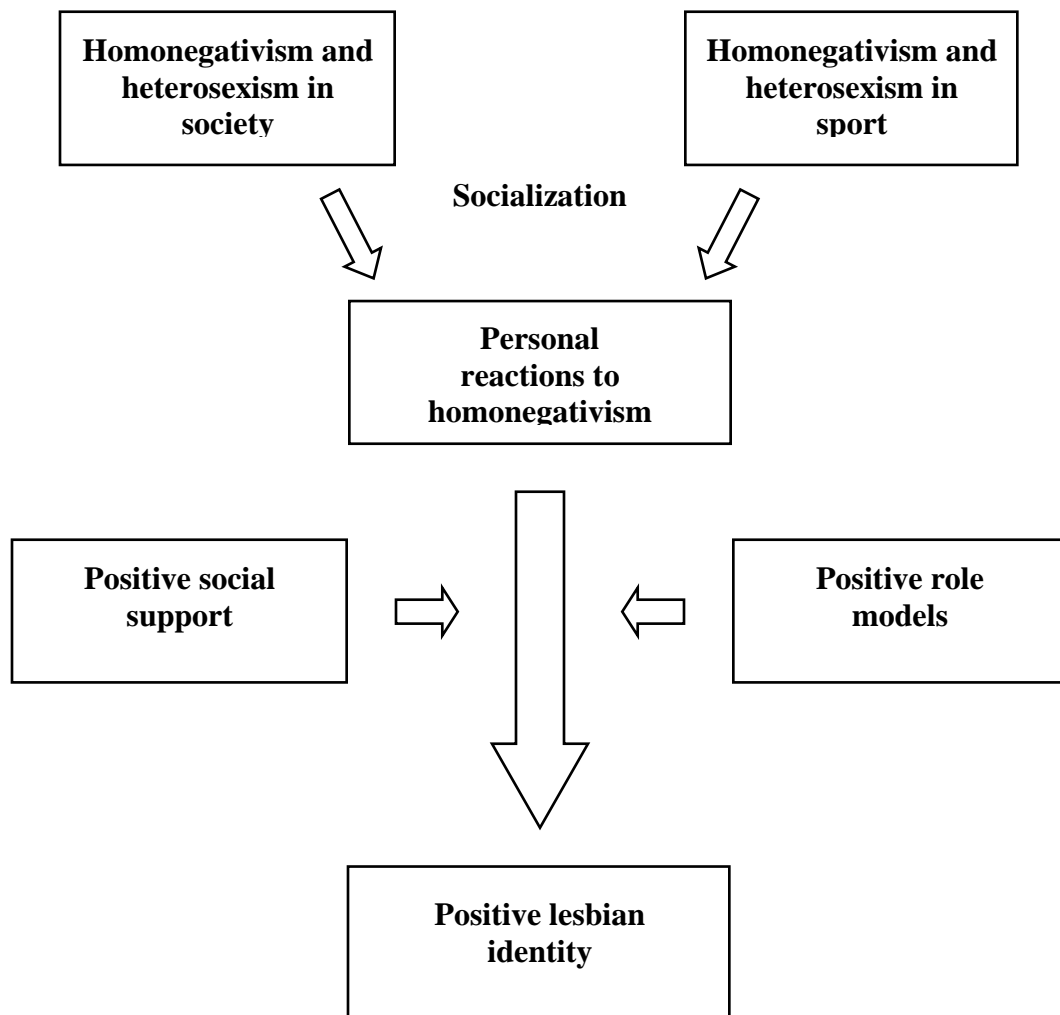 Homonegativism and
heterosexism in
society
Homonegativism and
heterosexism in
sport
Socialization
Personal
reactions to
homonegativism
Positive social
support
Positive role
models
Positive lesbian
identity